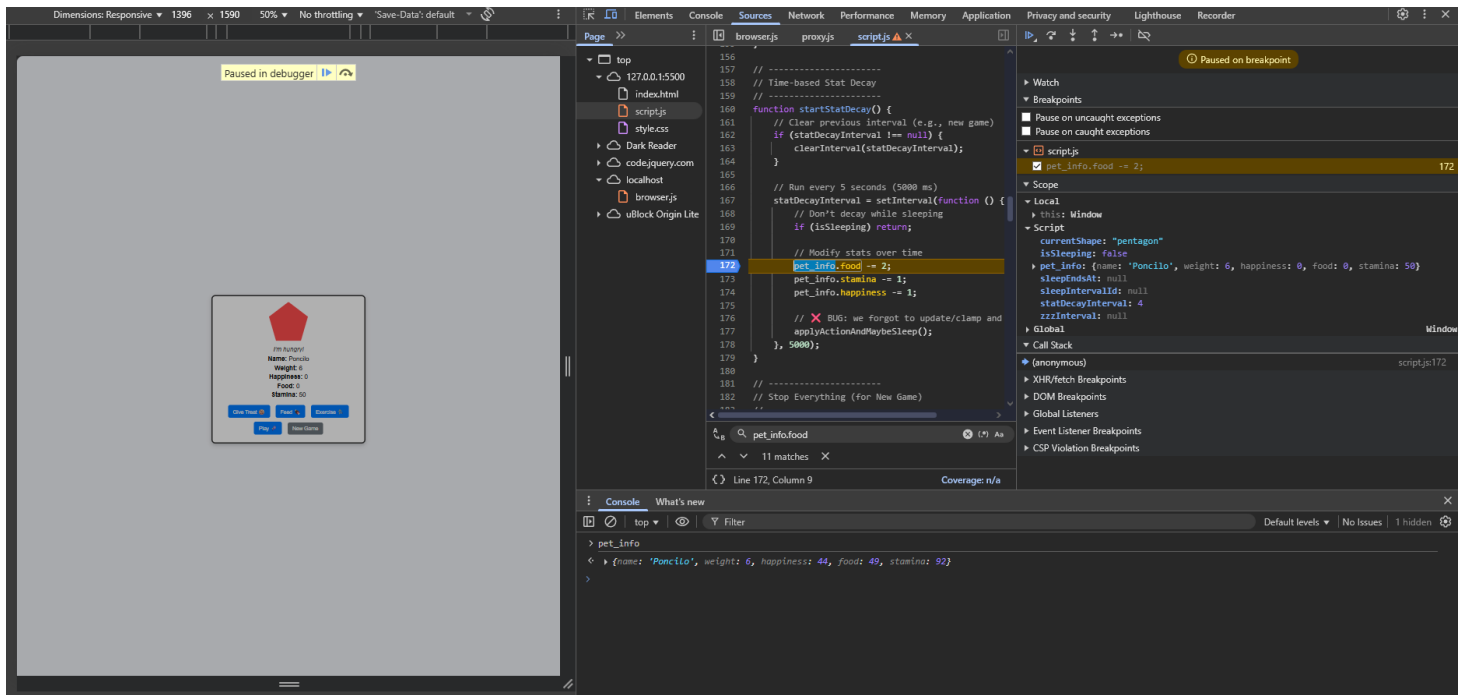 Dimensions: Responsive ▼ 1396 × 1590 50% ▼ No throttling ▼ 'Save-Data': default
Paused in debugger
I'm hungry!
Name: Poncilo
Weight: 6
Happiness: 0
Food: 0
Stamina: 50
Give Treat Feed Exercise
Play New Game
Elements Console Sources Network Performance Memory Application Privacy and security Lighthouse Recorder
Page
top
127.0.0.1:5500
index.html
script.js
style.css
Dark Reader
code.jquery.com
localhost
browser.js
uBlock Origin Lite
browser.js proxy.js script.js
156
157 // ----------------------
158 // Time-based Stat Decay
159 // ----------------------
160 function startStatDecay() {
161 // Clear previous interval (e.g., new game)
162 if (statDecayInterval !== null) {
163 clearInterval(statDecayInterval);
164 }
165
166 // Run every 5 seconds (5000 ms)
167 statDecayInterval = setInterval(function () {
168 // Don't decay while sleeping
169 if (isSleeping) return;
170
171 // Modify stats over time
172 pet_info.food -= 2;
173 pet_info.stamina -= 1;
174 pet_info.happiness -= 1;
175
176 // ❌ BUG: we forgot to update/clamp and
177 applyActionAndMaybeSleep();
178 }, 5000);
179 }
180
181 // ----------------------
182 // Stop Everything (for New Game)
pet_info.food (.*) Aa
11 matches
{} Line 172, Column 9 Coverage: n/a
Paused on breakpoint
Watch
Breakpoints
Pause on uncaught exceptions
Pause on caught exceptions
script.js
pet_info.food -= 2; 172
Scope
Local
this: Window
Script
currentShape: "pentagon"
isSleeping: false
pet_info: {name: 'Poncilo', weight: 6, happiness: 0, food: 0, stamina: 50}
sleepEndsAt: null
sleepIntervalId: null
statDecayInterval: 4
zzzInterval: null
Global Window
Call Stack
(anonymous) script.js:172
XHR/fetch Breakpoints
DOM Breakpoints
Global Listeners
Event Listener Breakpoints
CSP Violation Breakpoints
Console What's new
top ▼ Filter Default levels ▼ No Issues 1 hidden
> pet_info
{name: 'Poncilo', weight: 6, happiness: 44, food: 49, stamina: 92}
>